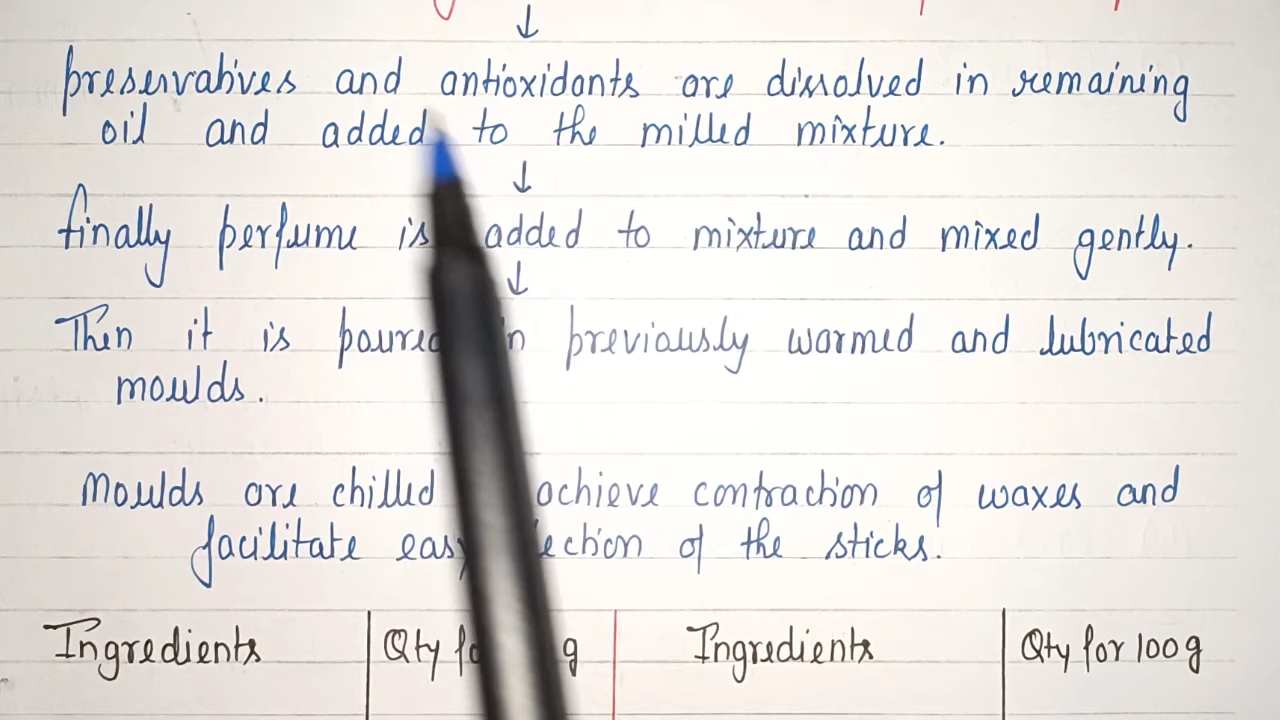 ↓
preservatives and antioxidants are dissolved in remaining
oil and added to the milled mixture.
↓
finally perfume is added to mixture and mixed gently.
↓
Then it is poured in previously warmed and lubricated
moulds.
Moulds are chilled achieve contraction of waxes and
facilitate easy of the sticks.
Ingredients Qty g Ingredients Qty for 100g